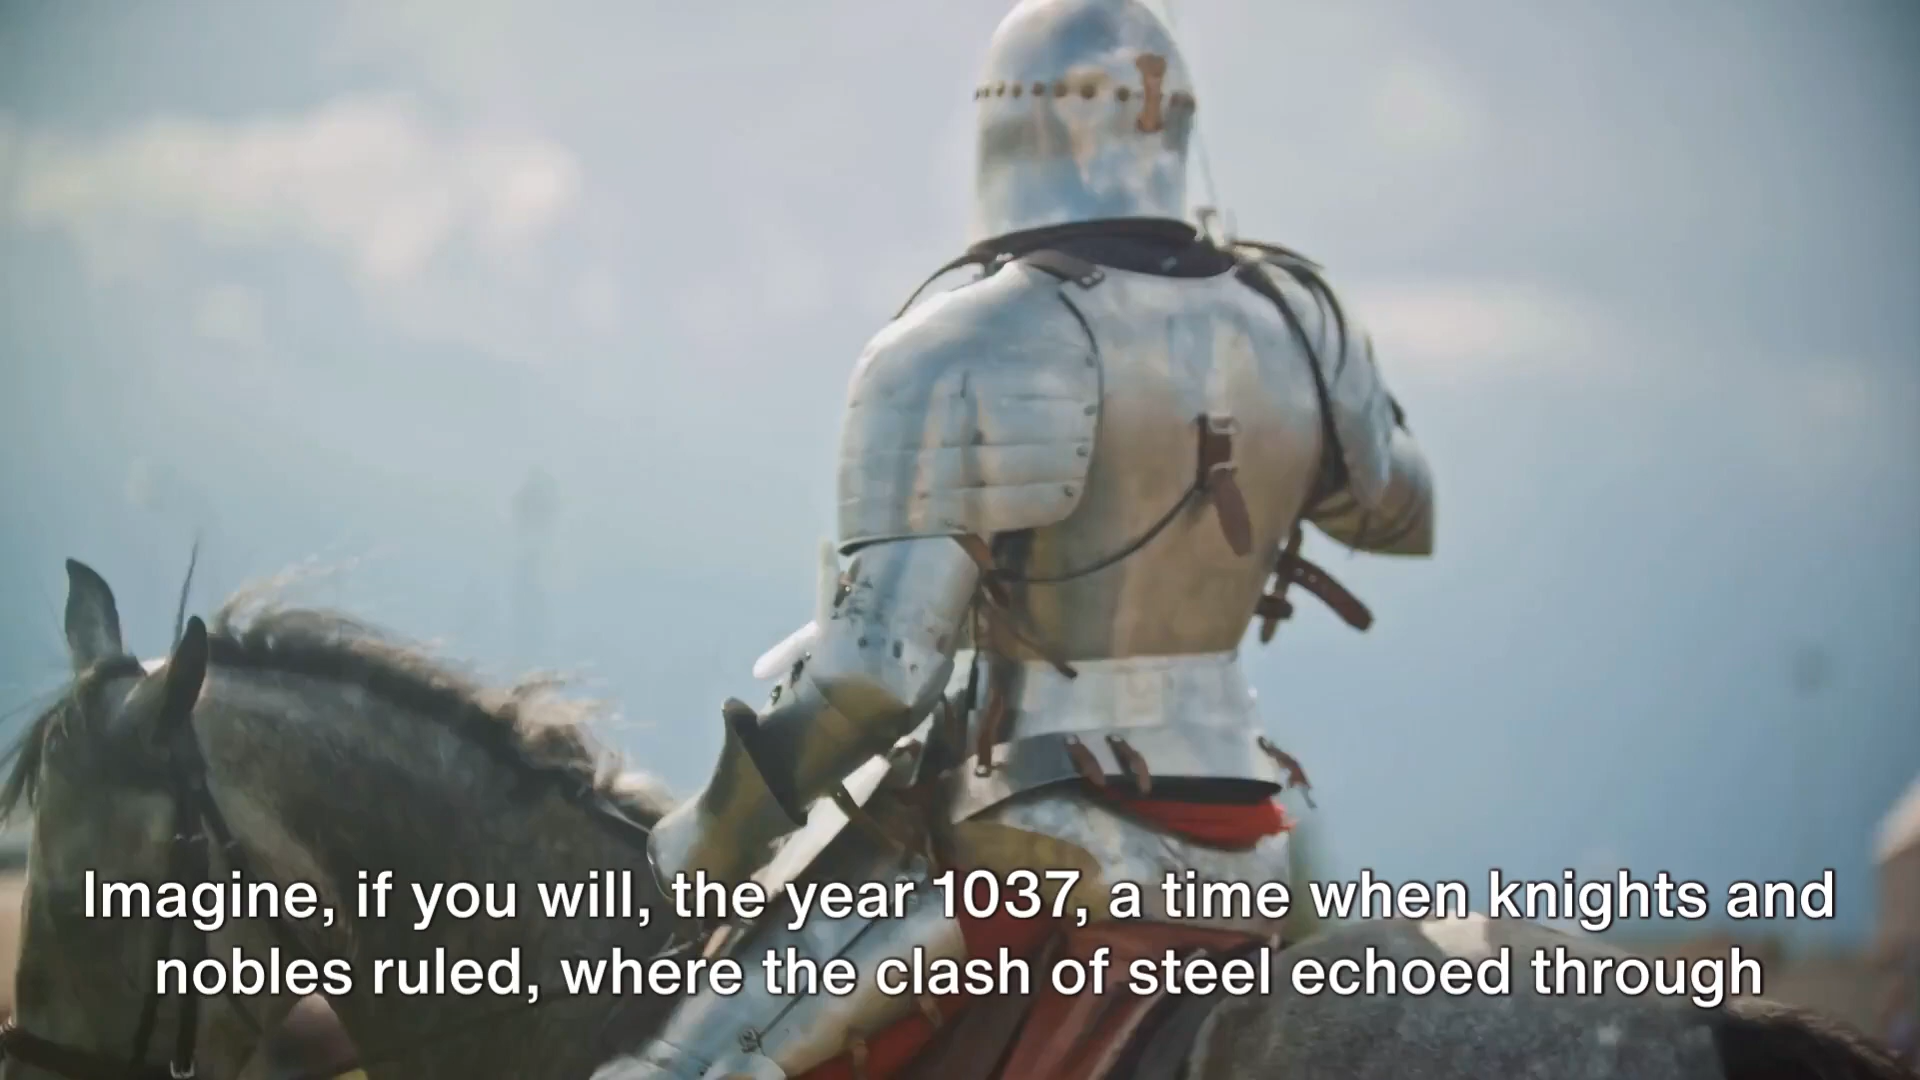 Imagine, if you will, the year 1037, a time when knights and
nobles ruled, where the clash of steel echoed through